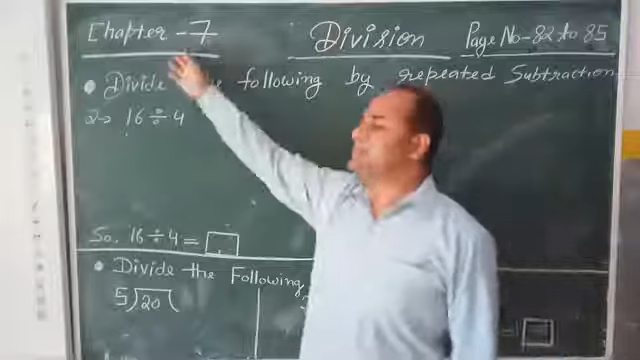 Chapter - 7 Division Page No - 82 to 85
• Divide the following by repeated Subtraction
16 ÷ 4
So, 16 ÷ 4 =
• Divide the Following
5)20